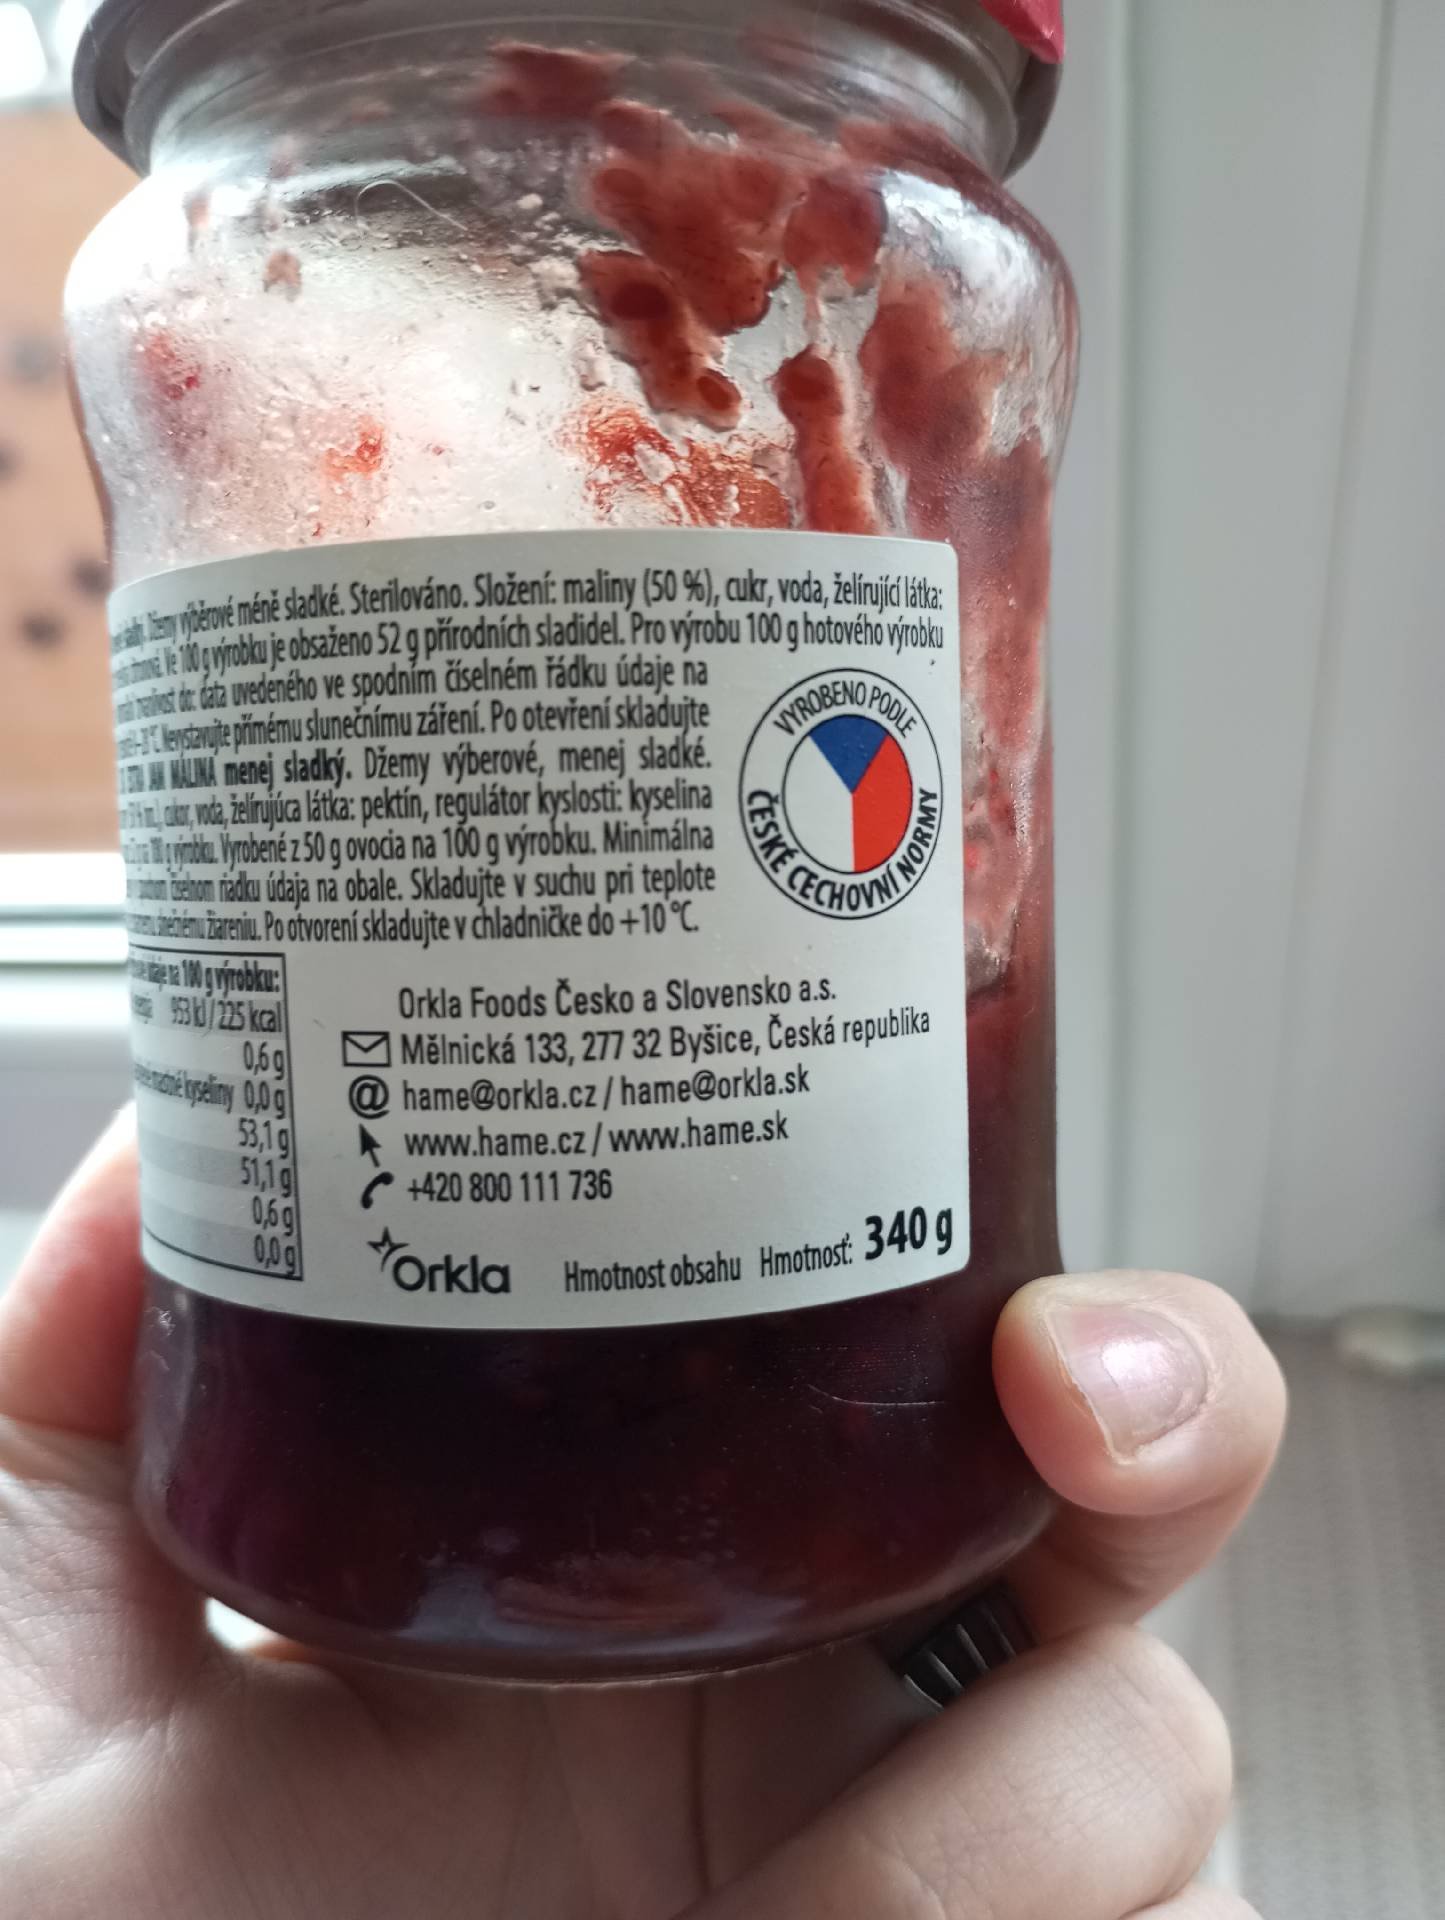 Džemy výběrové méně sladké. Sterilováno. Složení: maliny (50 %), cukr, voda, želírující látka:
Ve 100 g výrobku je obsaženo 52 g přírodních sladidel. Pro výrobu 100 g hotového výrobku
do: data uvedeného ve spodním číselném řádku údaje na
Nevystavujte přímému slunečnímu záření. Po otevření skladujte
JAM MALINA menej sladký. Džemy výberové, menej sladké.
cukor, voda, želírujúca látka: pektín, regulátor kyslosti: kyselina
výrobku. Vyrobené z 50 g ovocia na 100 g výrobku. Minimálna
číselnom riadku údaja na obale. Skladujte v suchu pri teplote
slnečnému žiareniu. Po otvorení skladujte v chladničke do +10 °C.
VYROBENO PODLE
ČESKÉ CECHOVNÍ NORMY
údaje na 100 g výrobku:
953 kJ / 225 kcal
0,6 g
kyseliny 0,0 g
53,1 g
51,1 g
0,6 g
0,0 g
Orkla Foods Česko a Slovensko a.s.
Mělnická 133, 277 32 Byšice, Česká republika
@ hame@orkla.cz / hame@orkla.sk
www.hame.cz / www.hame.sk
+420 800 111 736
Orkla
Hmotnost obsahu Hmotnosť: 340 g